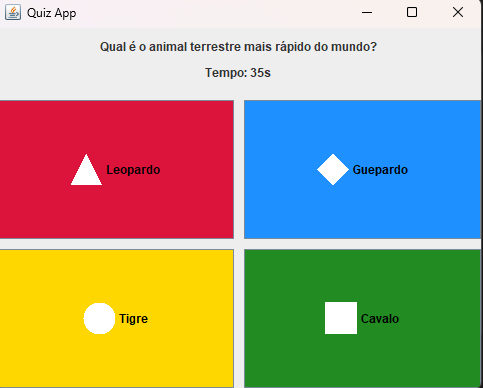 Quiz App
Qual é o animal terrestre mais rápido do mundo?
Tempo: 35s
Leopardo
Guepardo
Tigre
Cavalo